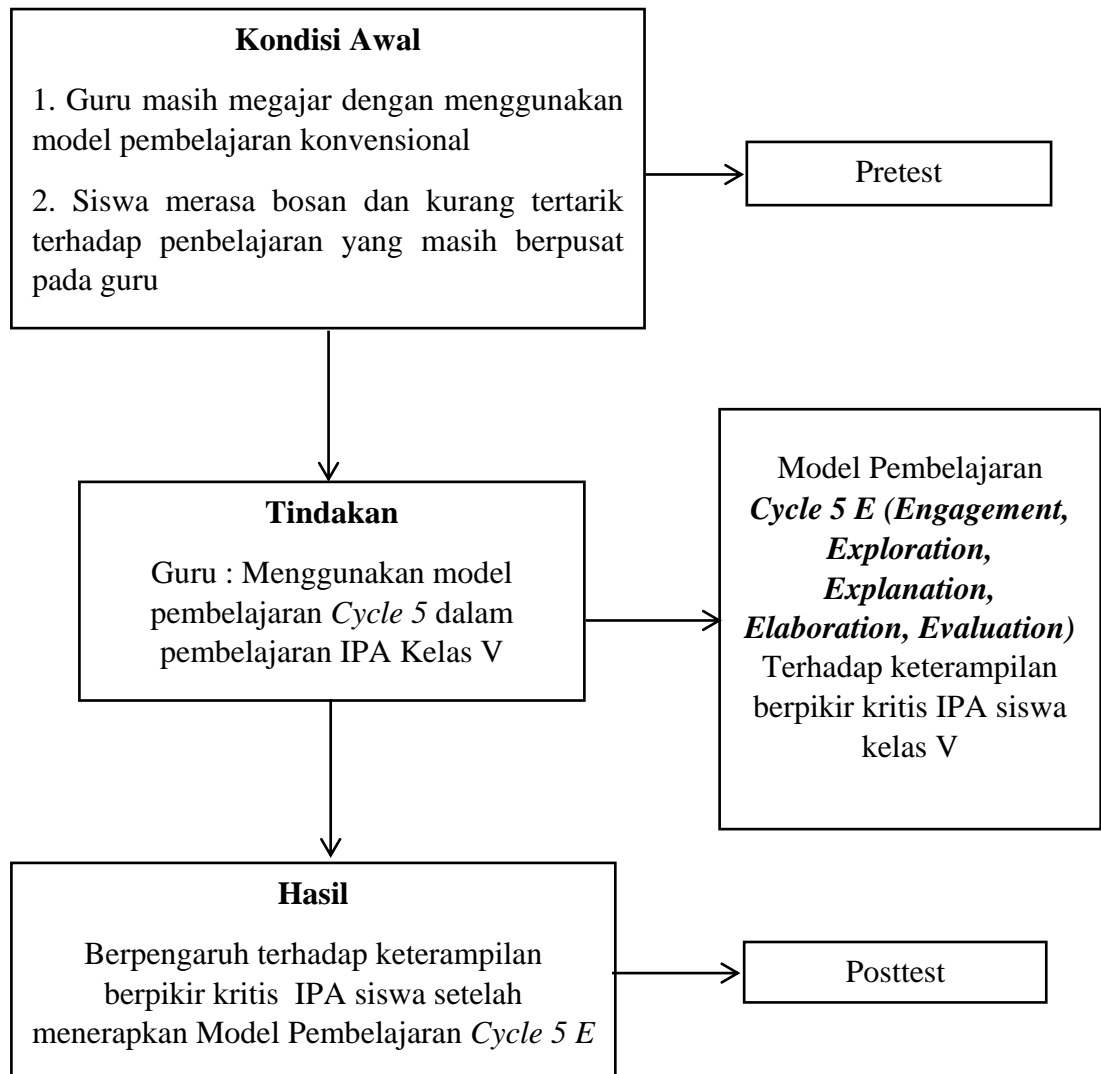 Kondisi Awal
1. Guru masih megajar dengan menggunakan
model pembelajaran konvensional
2. Siswa merasa bosan dan kurang tertarik
terhadap penbelajaran yang masih berpusat
pada guru
Pretest
Tindakan
Guru : Menggunakan model
pembelajaran Cycle 5 dalam
pembelajaran IPA Kelas V
Model Pembelajaran
Cycle 5 E (Engagement,
Exploration,
Explanation,
Elaboration, Evaluation)
Terhadap keterampilan
berpikir kritis IPA siswa
kelas V
Hasil
Berpengaruh terhadap keterampilan
berpikir kritis IPA siswa setelah
menerapkan Model Pembelajaran Cycle 5 E
Posttest